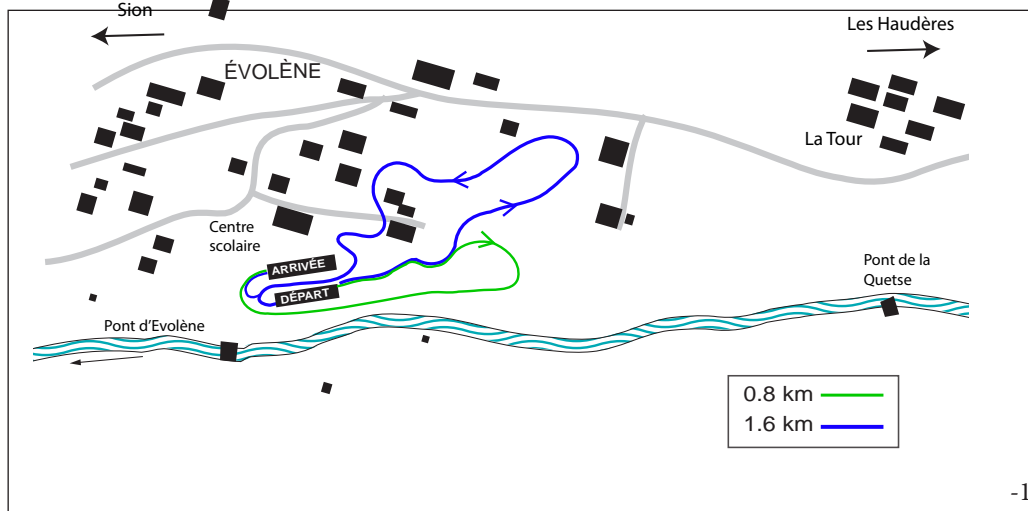 Sion
Les Haudères
ÉVOLÈNE
La Tour
Centre
scolaire
ARRIVÉE
DÉPART
Pont de la
Quetse
Pont d'Evolène
0.8 km
1.6 km
-1